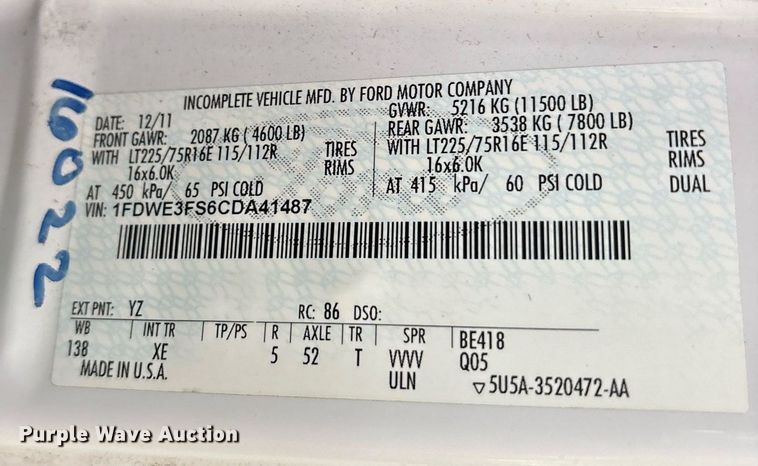 16022
INCOMPLETE VEHICLE MFD. BY FORD MOTOR COMPANY
DATE: 12/11 GVWR: 5216 KG (11500 LB)
FRONT GAWR: 2087 KG ( 4600 LB) REAR GAWR: 3538 KG ( 7800 LB)
WITH LT225/75R16E 115/112R TIRES WITH LT225/75R16E 115/112R TIRES
16x6.0K RIMS 16x6.0K RIMS
AT 450 kPa/ 65 PSI COLD AT 415 kPa/ 60 PSI COLD DUAL
VIN: 1FDWE3FS6CDA41487
EXT PNT: YZ RC: 86 DSO:
WB INT TR TP/PS R AXLE TR SPR BE418
138 XE 5 52 T VVVV Q05
MADE IN U.S.A. ULN ▽5U5A-3520472-AA
Purple Wave Auction